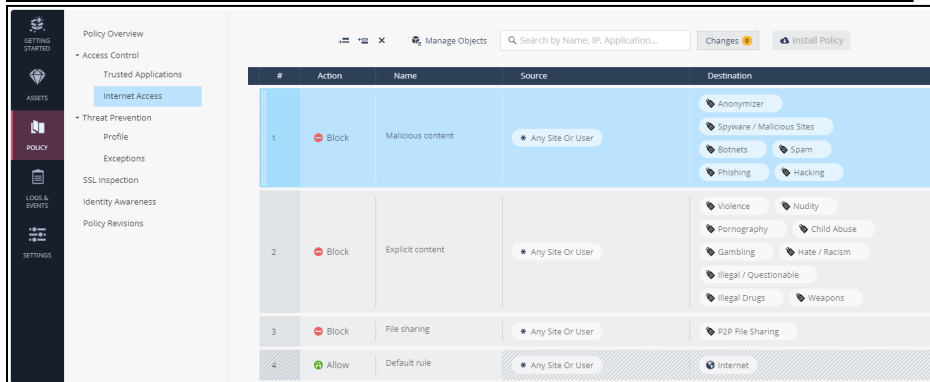 GETTING
STARTED
ASSETS
POLICY
LOGS &
EVENTS
SETTINGS
Policy Overview
Access Control
Trusted Applications
Internet Access
Threat Prevention
Profile
Exceptions
SSL Inspection
Identity Awareness
Policy Revisions
Manage Objects
Search by Name, IP, Application...
Changes 0
Install Policy
# Action Name Source Destination
1 Block Malicious content * Any Site Or User
Anonymizer
Spyware / Malicious Sites
Botnets Spam
Phishing Hacking
2 Block Explicit content * Any Site Or User
Violence Nudity
Pornography Child Abuse
Gambling Hate / Racism
Illegal / Questionable
Illegal Drugs Weapons
3 Block File sharing * Any Site Or User P2P File Sharing
4 Allow Default rule * Any Site Or User Internet